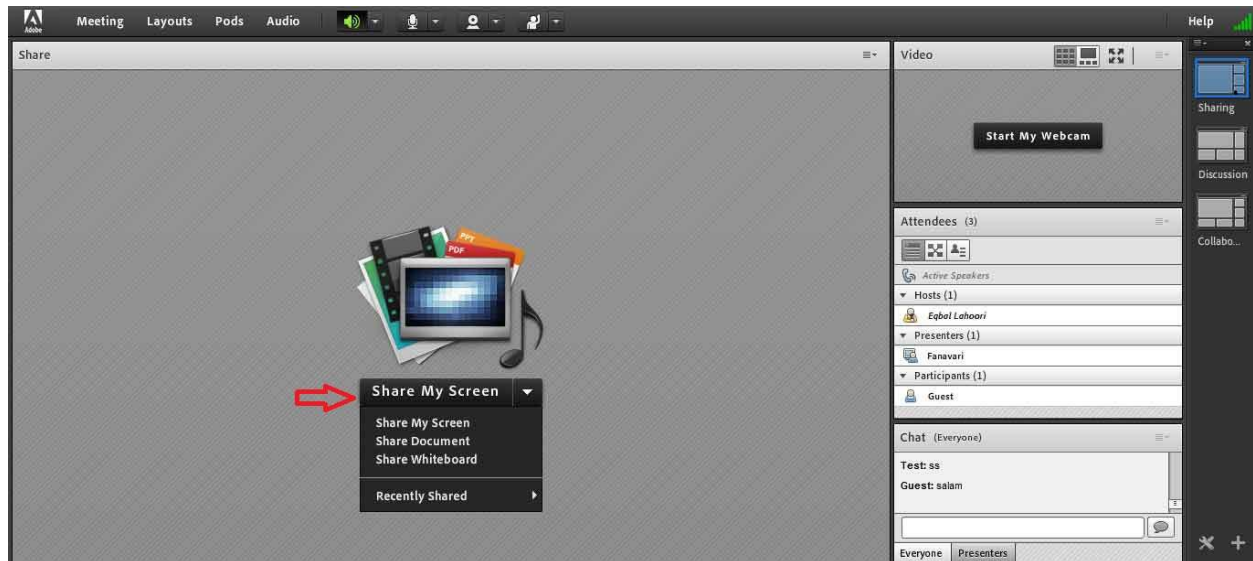 Adobe
Meeting Layouts Pods Audio Help
Share
PPT
PDF
Share My Screen
Share My Screen
Share Document
Share Whiteboard
Recently Shared
Video
Start My Webcam
Attendees (3)
Active Speakers
Hosts (1)
Eqbal Lahoori
Presenters (1)
Fanavari
Participants (1)
Guest
Chat (Everyone)
Test: ss
Guest: salam
Everyone Presenters
Sharing
Discussion
Collabo...